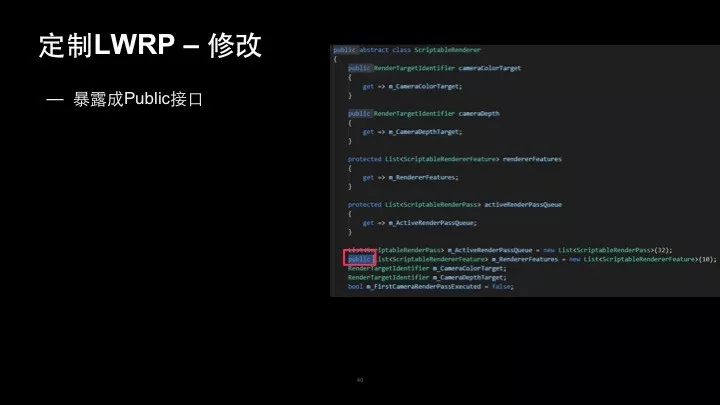 定制LWRP – 修改
— 暴露成Public接口
public abstract class ScriptableRenderer
{
public RenderTargetIdentifier cameraColorTarget
{
get => m_CameraColorTarget;
}
public RenderTargetIdentifier cameraDepth
{
get => m_CameraDepthTarget;
}
protected List<ScriptableRendererFeature> rendererFeatures
{
get => m_RendererFeatures;
}
protected List<ScriptableRenderPass> activeRenderPassQueue
{
get => m_ActiveRenderPassQueue;
}
List<ScriptableRenderPass> m_ActiveRenderPassQueue = new List<ScriptableRenderPass>(32);
public List<ScriptableRendererFeature> m_RendererFeatures = new List<ScriptableRendererFeature>(10);
RenderTargetIdentifier m_CameraColorTarget;
RenderTargetIdentifier m_CameraDepthTarget;
bool m_FirstCameraRenderPassExecuted = false;